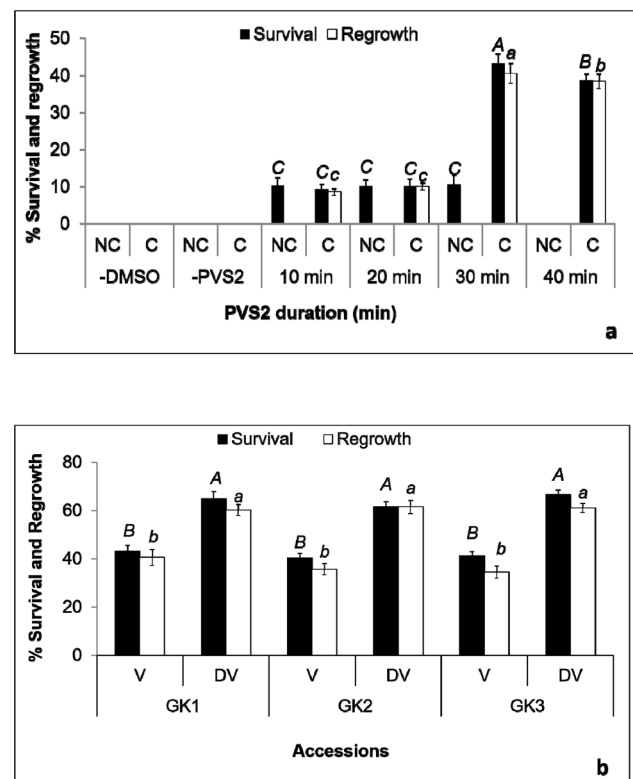 Survival Regrowth
% Survival and regrowth
50
40
30
20
10
0
A a
B b
C
C c
C
C c
C
NC C NC C NC C NC C NC C NC C
-DMSO -PVS2 10 min 20 min 30 min 40 min
PVS2 duration (min)
a
Survival Regrowth
% Survival and Regrowth
80
60
40
20
0
B b A a B b A a B b A a
V DV V DV V DV
GK1 GK2 GK3
Accessions
b